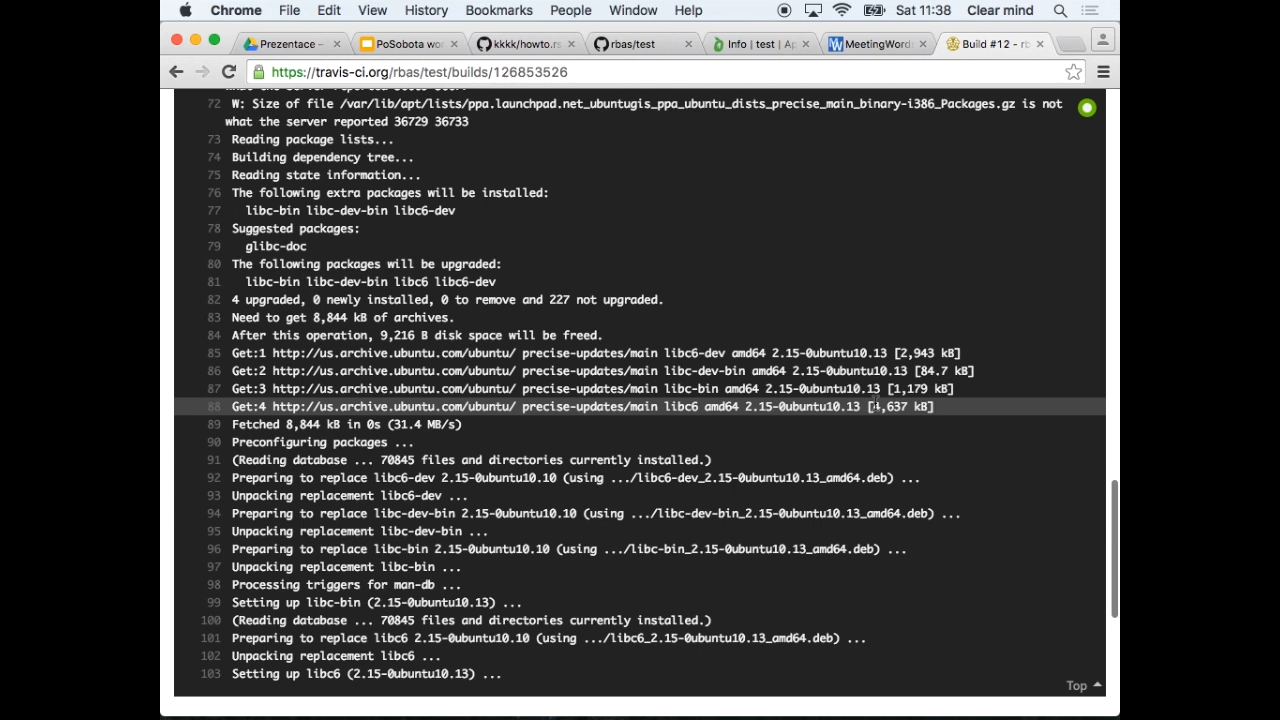 Chrome File Edit View History Bookmarks People Window Help Sat 11:38 Clear mind
Prezentace – PoSobota wo kkkk/howto.rs rbas/test Info | test | Ap MeetingWord Build #12 - rb
https://travis-ci.org/rbas/test/builds/126853526
72 W: Size of file /var/lib/apt/lists/ppa.launchpad.net_ubuntugis_ppa_ubuntu_dists_precise_main_binary-i386_Packages.gz is not
what the server reported 36729 36733
73 Reading package lists...
74 Building dependency tree...
75 Reading state information...
76 The following extra packages will be installed:
77 libc-bin libc-dev-bin libc6-dev
78 Suggested packages:
79 glibc-doc
80 The following packages will be upgraded:
81 libc-bin libc-dev-bin libc6 libc6-dev
82 4 upgraded, 0 newly installed, 0 to remove and 227 not upgraded.
83 Need to get 8,844 kB of archives.
84 After this operation, 9,216 B disk space will be freed.
85 Get:1 http://us.archive.ubuntu.com/ubuntu/ precise-updates/main libc6-dev amd64 2.15-0ubuntu10.13 [2,943 kB]
86 Get:2 http://us.archive.ubuntu.com/ubuntu/ precise-updates/main libc-dev-bin amd64 2.15-0ubuntu10.13 [84.7 kB]
87 Get:3 http://us.archive.ubuntu.com/ubuntu/ precise-updates/main libc-bin amd64 2.15-0ubuntu10.13 [1,179 kB]
88 Get:4 http://us.archive.ubuntu.com/ubuntu/ precise-updates/main libc6 amd64 2.15-0ubuntu10.13 [4,637 kB]
89 Fetched 8,844 kB in 0s (31.4 MB/s)
90 Preconfiguring packages ...
91 (Reading database ... 70845 files and directories currently installed.)
92 Preparing to replace libc6-dev 2.15-0ubuntu10.10 (using .../libc6-dev_2.15-0ubuntu10.13_amd64.deb) ...
93 Unpacking replacement libc6-dev ...
94 Preparing to replace libc-dev-bin 2.15-0ubuntu10.10 (using .../libc-dev-bin_2.15-0ubuntu10.13_amd64.deb) ...
95 Unpacking replacement libc-dev-bin ...
96 Preparing to replace libc-bin 2.15-0ubuntu10.10 (using .../libc-bin_2.15-0ubuntu10.13_amd64.deb) ...
97 Unpacking replacement libc-bin ...
98 Processing triggers for man-db ...
99 Setting up libc-bin (2.15-0ubuntu10.13) ...
100 (Reading database ... 70845 files and directories currently installed.)
101 Preparing to replace libc6 2.15-0ubuntu10.10 (using .../libc6_2.15-0ubuntu10.13_amd64.deb) ...
102 Unpacking replacement libc6 ...
103 Setting up libc6 (2.15-0ubuntu10.13) ...
Top